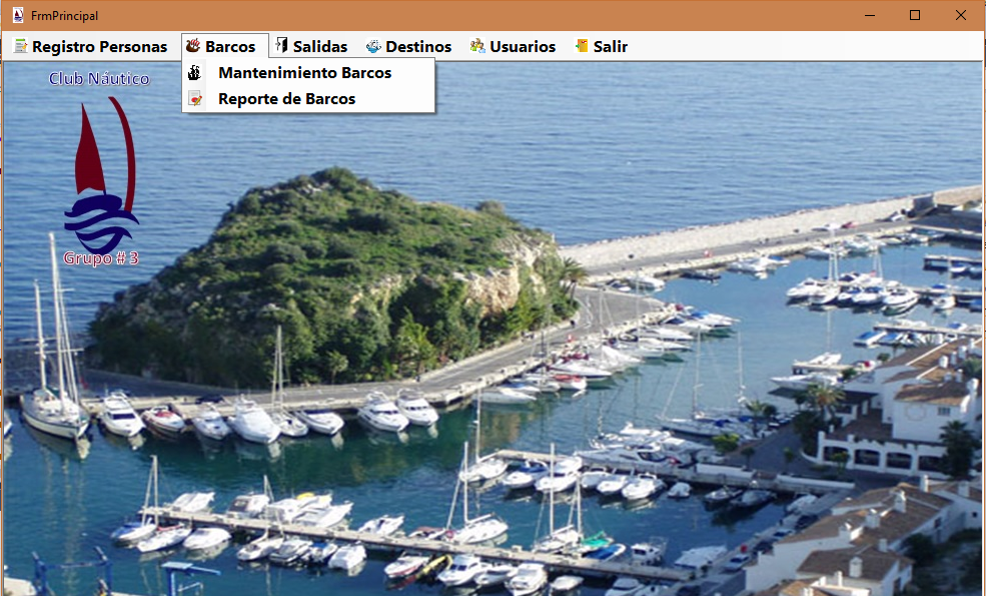 FrmPrincipal
Registro Personas Barcos Salidas Destinos Usuarios Salir
Mantenimiento Barcos
Reporte de Barcos
Club Náutico
Grupo # 3